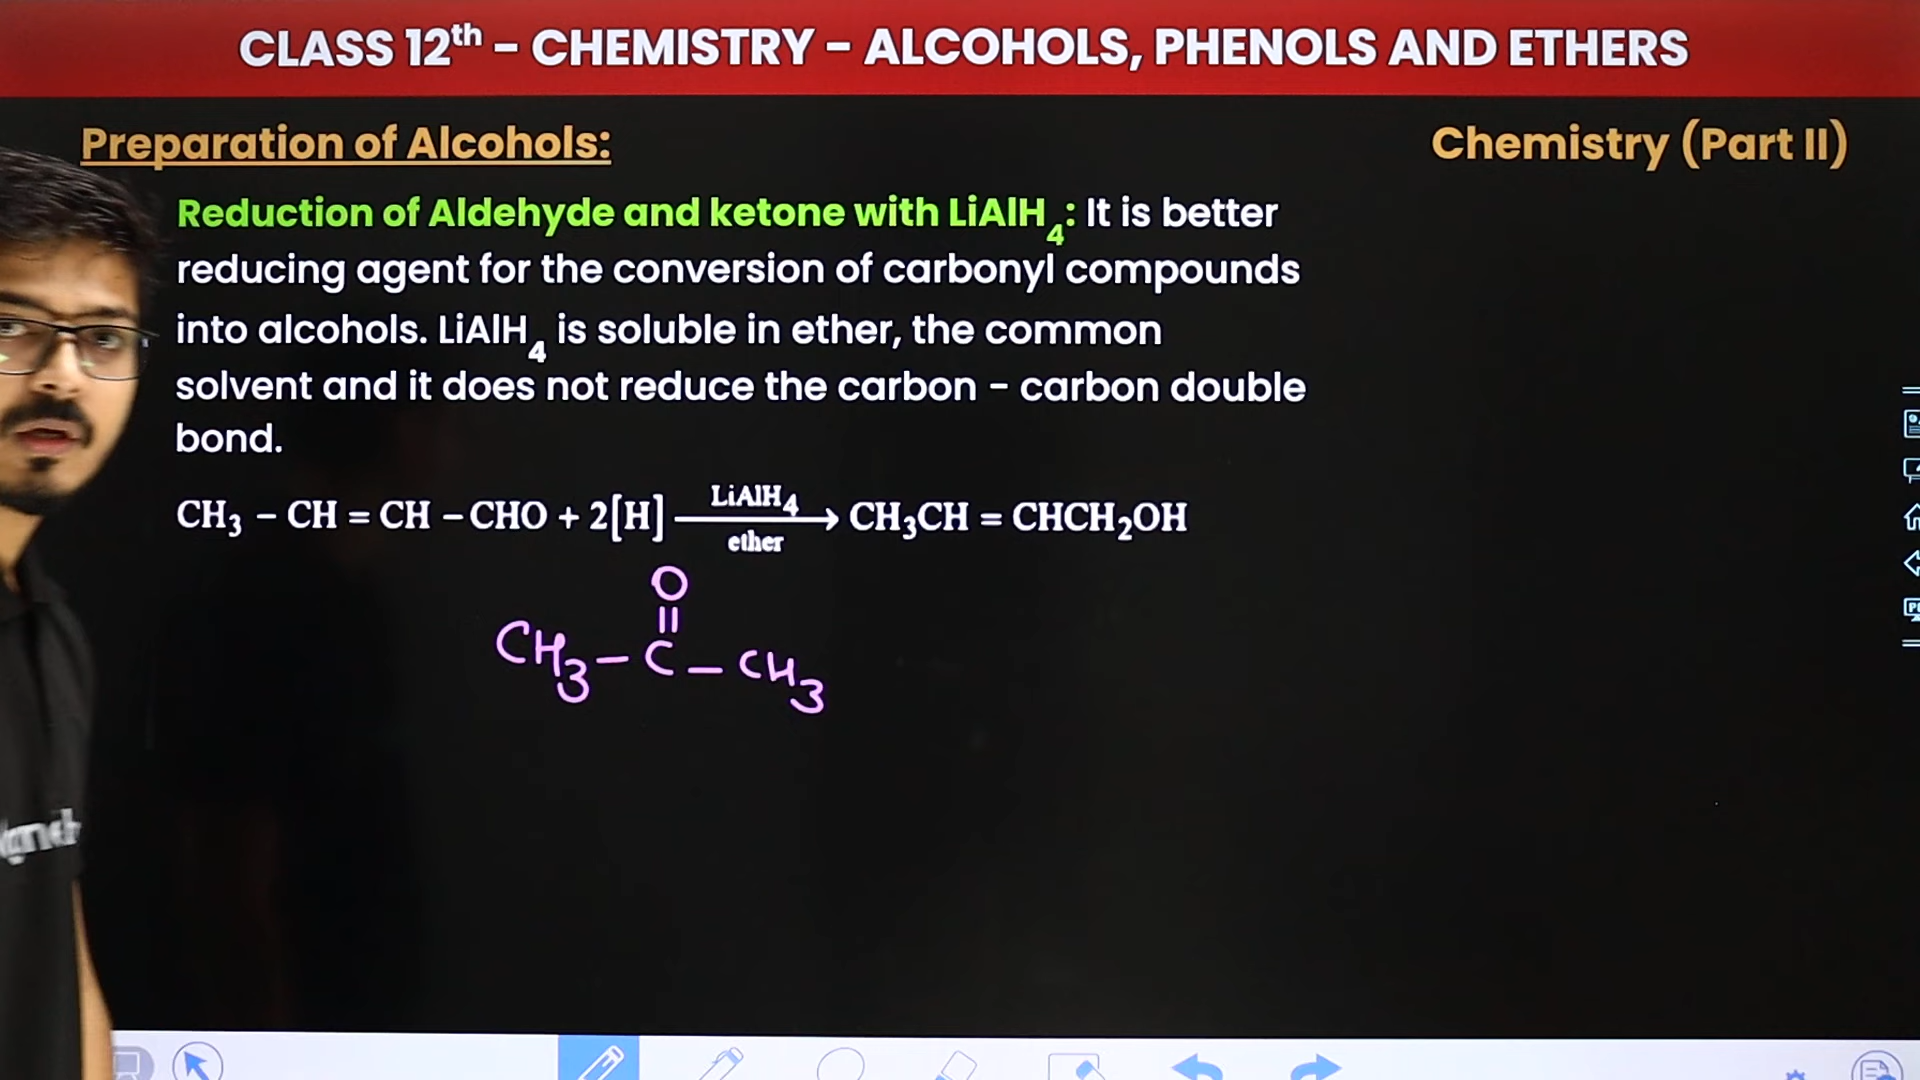 CLASS 12th – CHEMISTRY – ALCOHOLS, PHENOLS AND ETHERS
Preparation of Alcohols:
Chemistry (Part II)
Reduction of Aldehyde and ketone with LiAlH4: It is better
reducing agent for the conversion of carbonyl compounds
into alcohols. LiAlH4 is soluble in ether, the common
solvent and it does not reduce the carbon – carbon double
bond.
CH3 – CH = CH – CHO + 2[H] LiAlH4 ether → CH3CH = CHCH2OH
O
||
CH3 – C – CH3